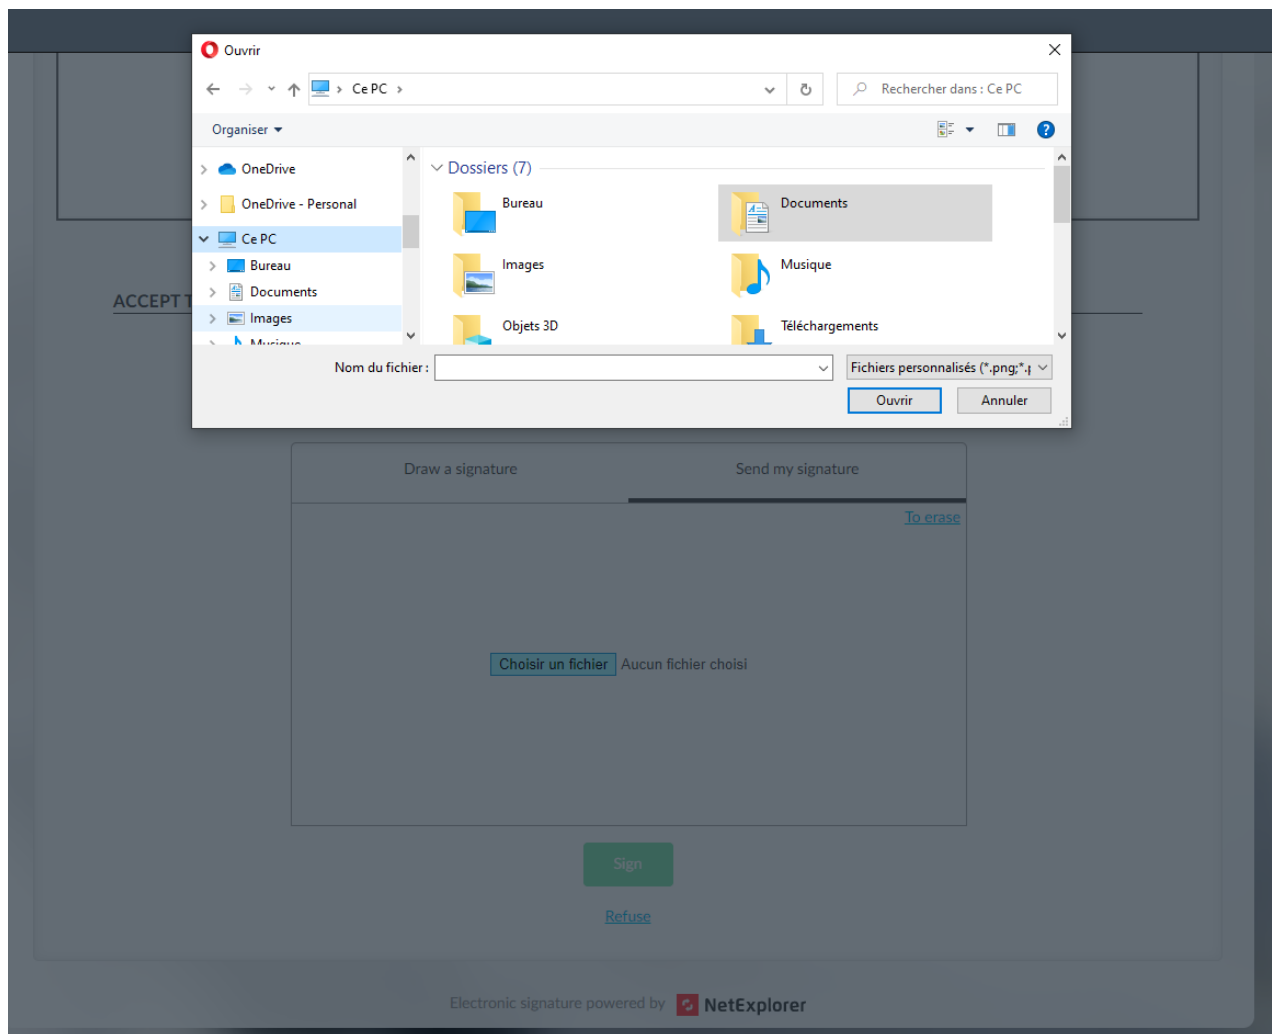 Ouvrir
Ce PC
Rechercher dans : Ce PC
Organiser
OneDrive
OneDrive - Personal
Ce PC
Bureau
Documents
Images
Musique
Dossiers (7)
Bureau
Documents
Images
Musique
Objets 3D
Téléchargements
Nom du fichier :
Fichiers personnalisés (*.png;*.
Ouvrir
Annuler
ACCEPT
Draw a signature
Send my signature
To erase
Choisir un fichier Aucun fichier choisi
Sign
Refuse
Electronic signature powered by NetExplorer